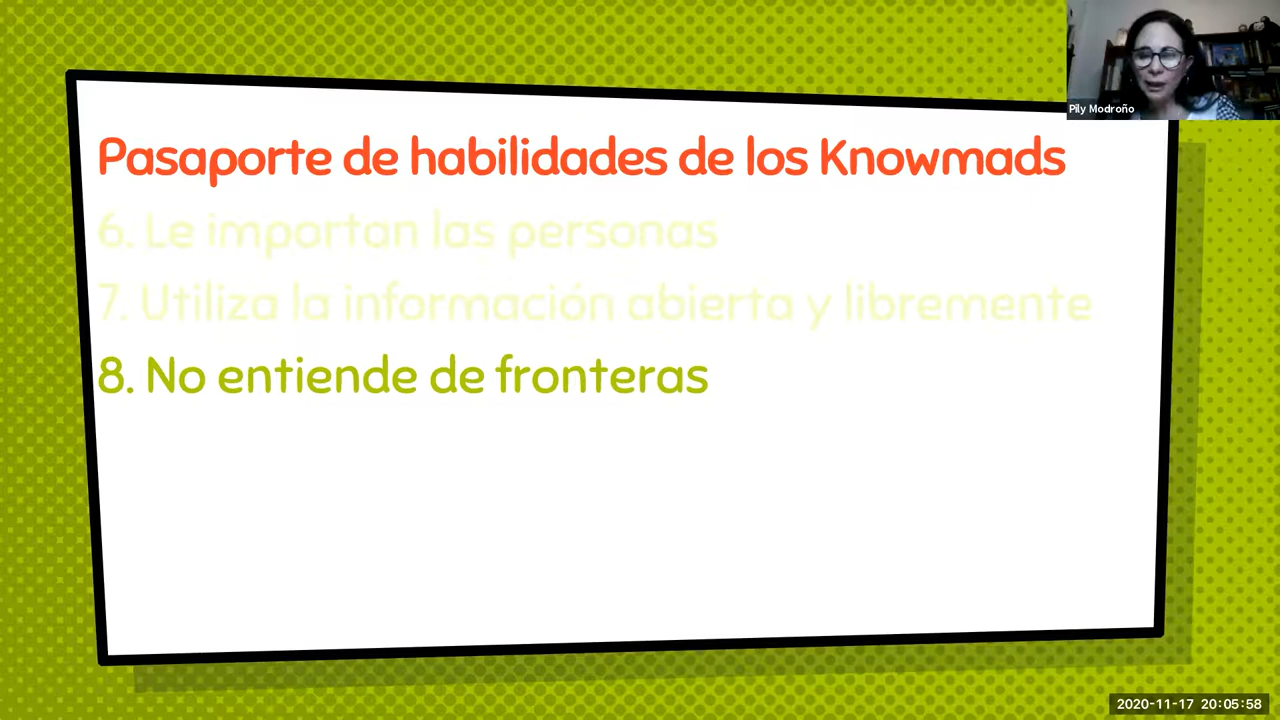 Pily Modroño
Pasaporte de habilidades de los Knowmads
6. Le importan las personas
7. Utiliza la información abierta y libremente
8. No entiende de fronteras
2020-11-17 20:05:58